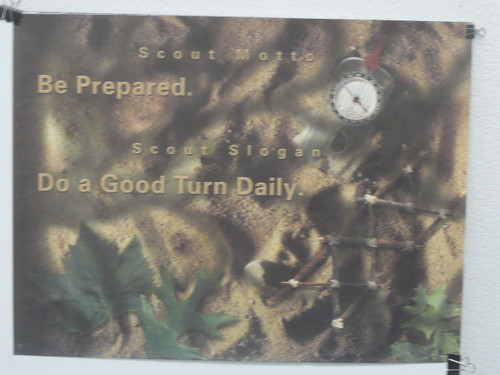 Scout Motto
Be Prepared.
Scout Slogan
Do a Good Turn Daily.